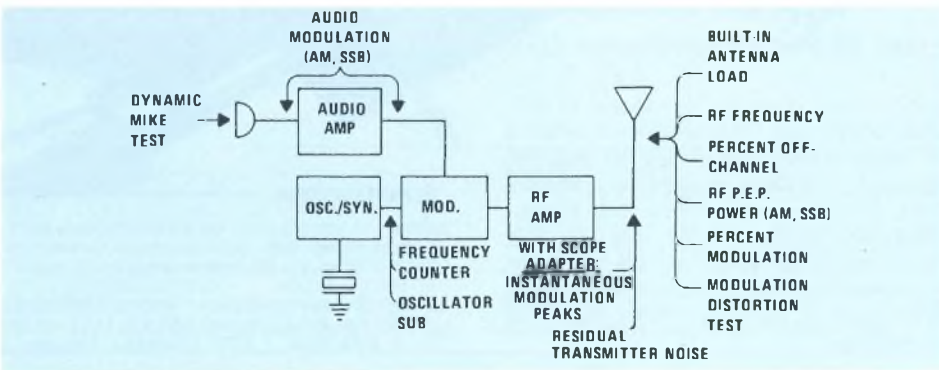 AUDIO
MODULATION
(AM, SSB)
DYNAMIC
MIKE
TEST
AUDIO
AMP
OSC./SYN.
MOD.
RF
AMP
FREQUENCY
COUNTER
OSCILLATOR
SUB
WITH SCOPE
ADAPTER:
INSTANTANEOUS
MODULATION
PEAKS
RESIDUAL
TRANSMITTER NOISE
BUILT-IN
ANTENNA
LOAD
RF FREQUENCY
PERCENT OFF-
CHANNEL
RF P.E.P.
POWER (AM, SSB)
PERCENT
MODULATION
MODULATION
DISTORTION
TEST